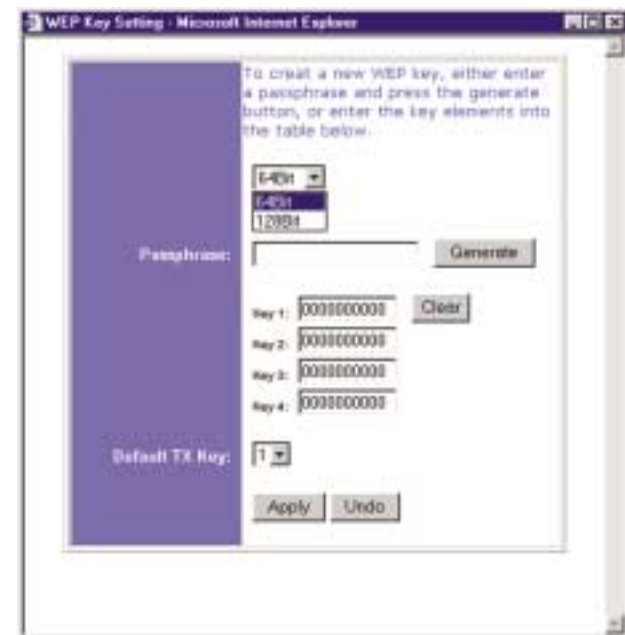 WEP Key Setting - Microsoft Internet Explorer
To creat a new WEP key, either enter
a passphrase and press the generate
button, or enter the key elements into
the table below.
64Bit
64Bit
128Bit
Passphrase:
Generate
Key 1: 0000000000 Clear
Key 2: 0000000000
Key 3: 0000000000
Key 4: 0000000000
Default TX Key: 1
Apply Undo